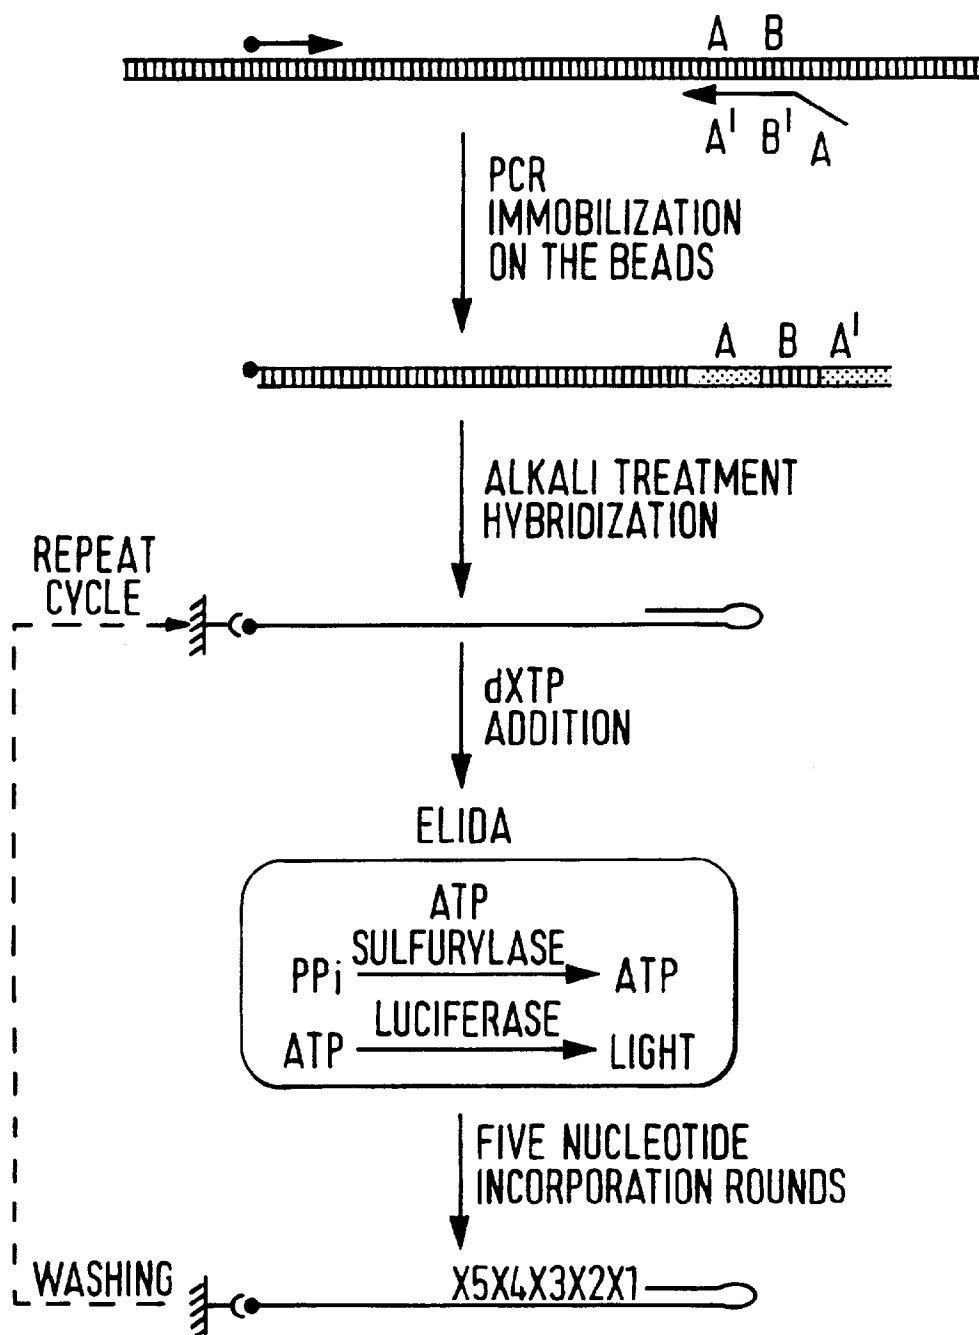 A B
A' B' A
PCR
IMMOBILIZATION
ON THE BEADS
A B A'
ALKALI TREATMENT
HYBRIDIZATION
REPEAT
CYCLE
dXTP
ADDITION
ELIDA
ATP
SULFURYLASE
PPi ATP
LUCIFERASE
ATP LIGHT
FIVE NUCLEOTIDE
INCORPORATION ROUNDS
WASHING
X5X4X3X2X1